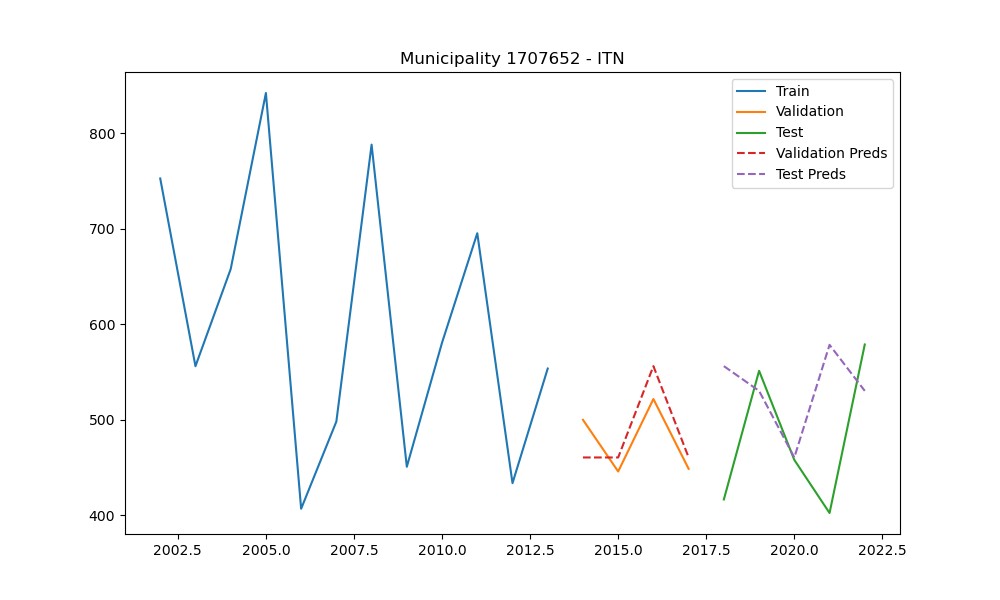 Municipality 1707652 - ITN
Train
Validation
Test
Validation Preds
Test Preds
800
700
600
500
400
2002.5 2005.0 2007.5 2010.0 2012.5 2015.0 2017.5 2020.0 2022.5